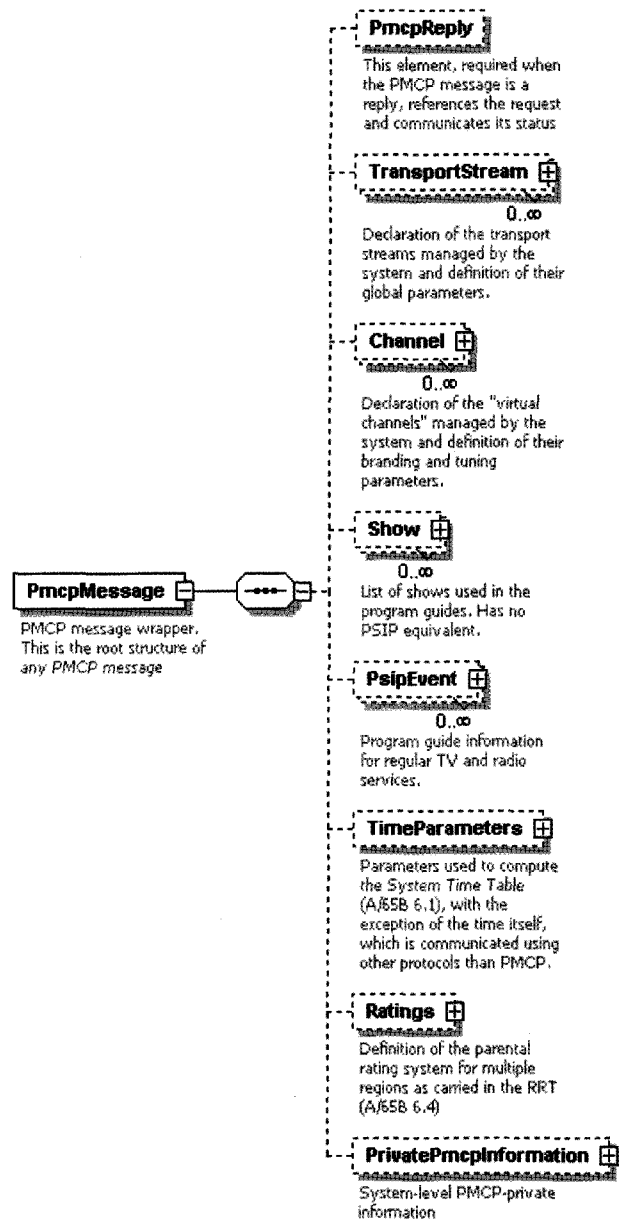 PmcpReply
This element, required when
the PMCP message is a
reply, references the request
and communicates its status
TransportStream
0..∞
Declaration of the transport
streams managed by the
system and definition of their
global parameters.
Channel
0..∞
Declaration of the "virtual
channels" managed by the
system and definition of their
branding and tuning
parameters.
Show
0..∞
List of shows used in the
program guides. Has no
PSIP equivalent.
PmcpMessage
PMCP message wrapper.
This is the root structure of
any PMCP message
PsipEvent
0..∞
Program guide information
for regular TV and radio
services.
TimeParameters
Parameters used to compute
the System Time Table
(A/65B 6.1), with the
exception of the time itself,
which is communicated using
other protocols than PMCP.
Ratings
Definition of the parental
rating system for multiple
regions as carried in the RRT
(A/65B 6.4)
PrivatePmcpInformation
System-level PMCP-private
information